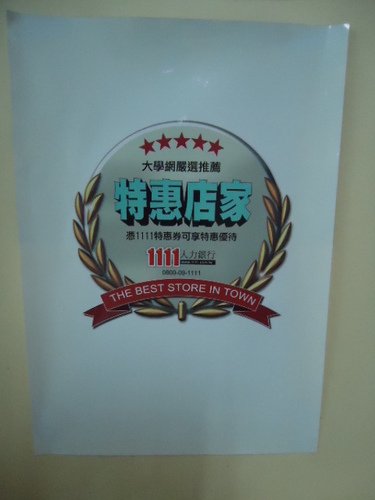 大學網嚴選推薦
特惠店家
憑1111特惠券可享特惠優待
1111人力銀行
0800-09-1111
THE BEST STORE IN TOWN